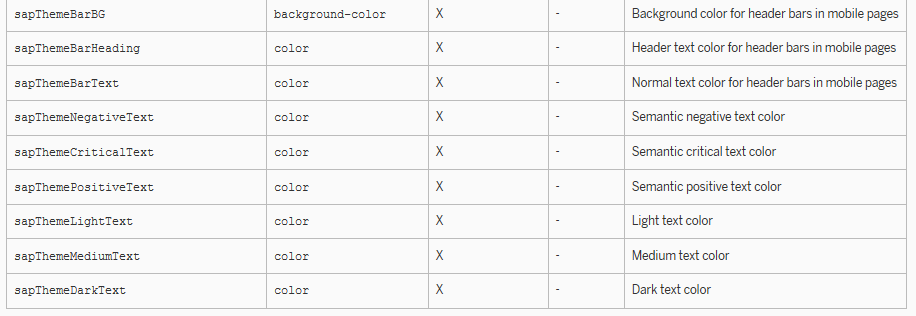 sapThemeBarBG background-color X - Background color for header bars in mobile pages
sapThemeBarHeading color X - Header text color for header bars in mobile pages
sapThemeBarText color X - Normal text color for header bars in mobile pages
sapThemeNegativeText color X - Semantic negative text color
sapThemeCriticalText color X - Semantic critical text color
sapThemePositiveText color X - Semantic positive text color
sapThemeLightText color X - Light text color
sapThemeMediumText color X - Medium text color
sapThemeDarkText color X - Dark text color